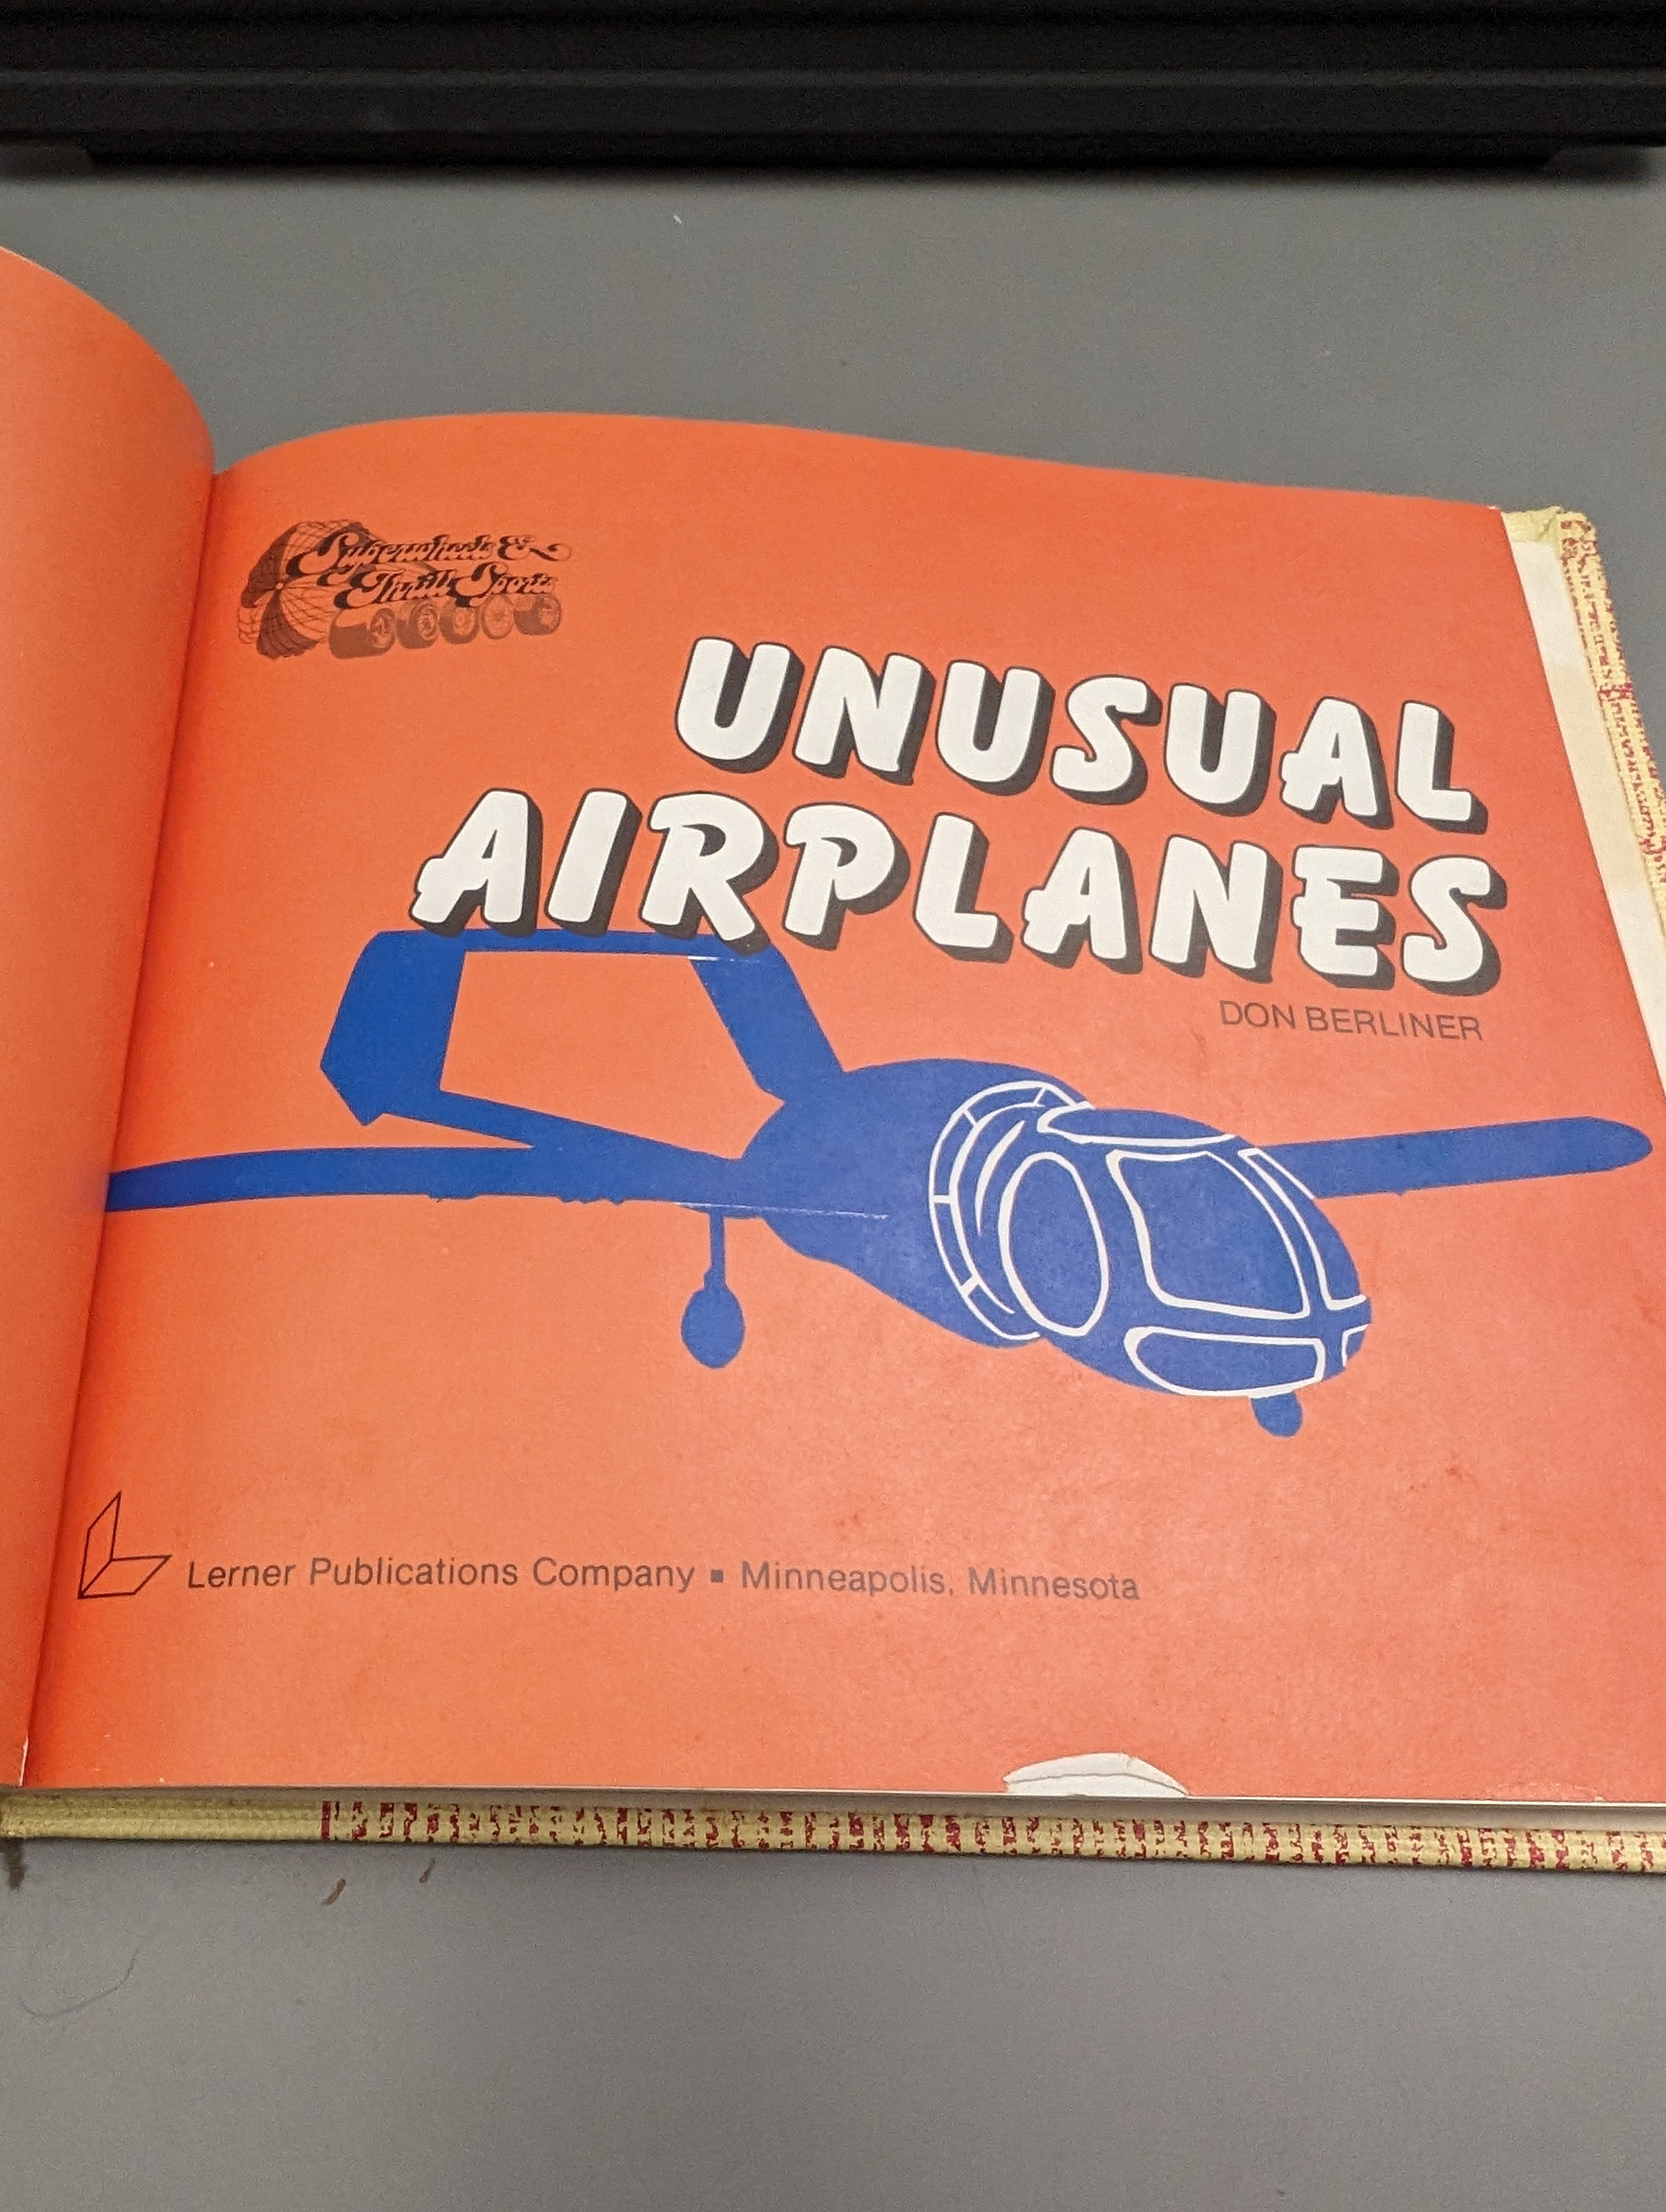 Superwheels &
Thrill Sports
UNUSUAL
AIRPLANES
DON BERLINER
Lerner Publications Company ▪ Minneapolis, Minnesota